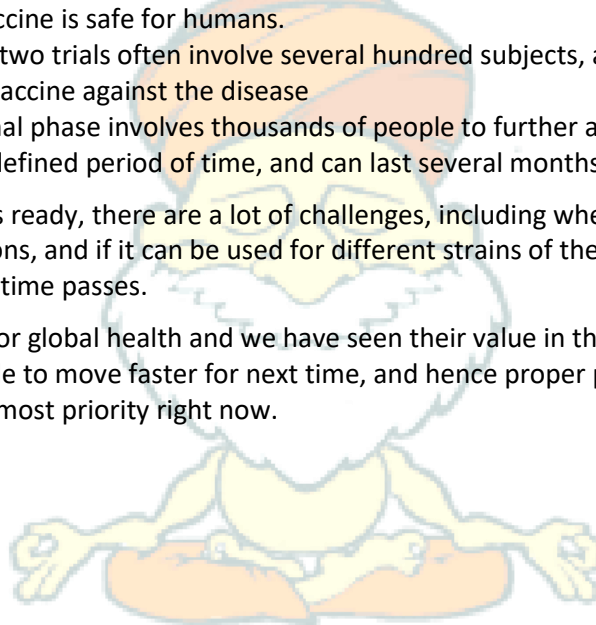 ccine is safe for humans.
two trials often involve several hundred subjects, a
accine against the disease
al phase involves thousands of people to further a
defined period of time, and can last several months
s ready, there are a lot of challenges, including whe
ons, and if it can be used for different strains of the
time passes.
or global health and we have seen their value in th
e to move faster for next time, and hence proper p
most priority right now.